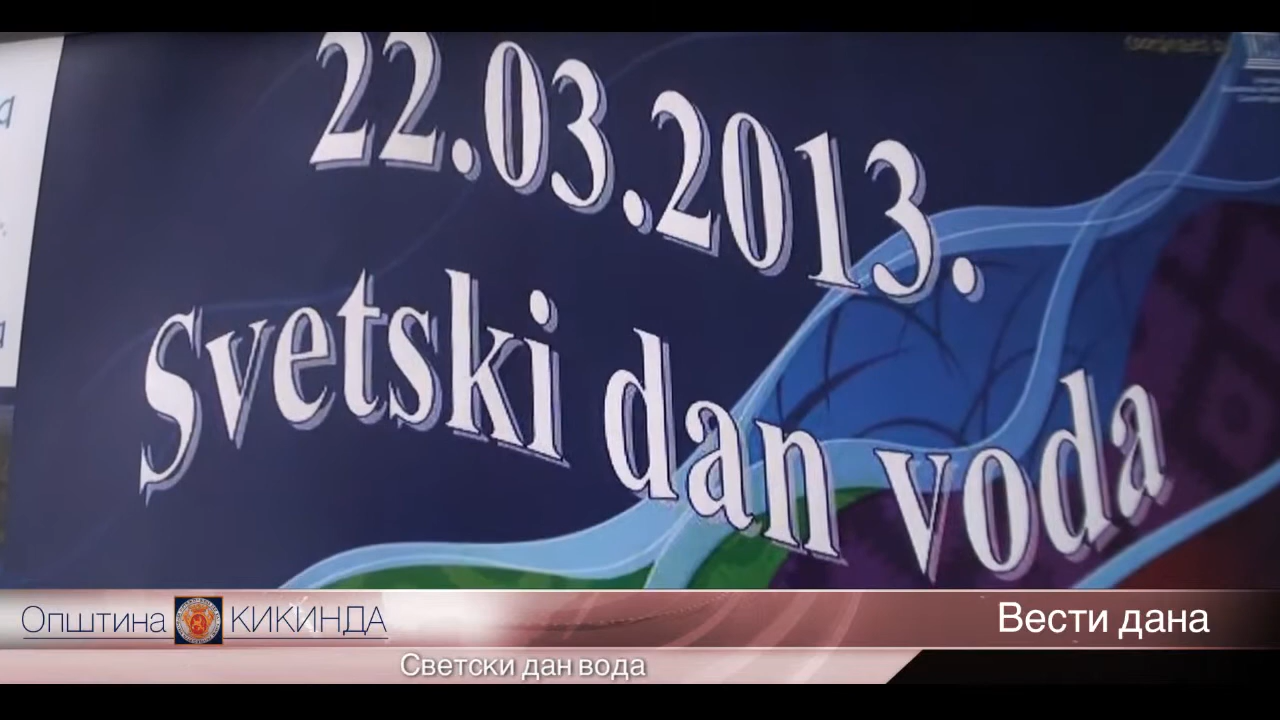 22.03.2013.
Svetski dan voda
Општина КИКИНДА
Вести дана
Светски дан вода